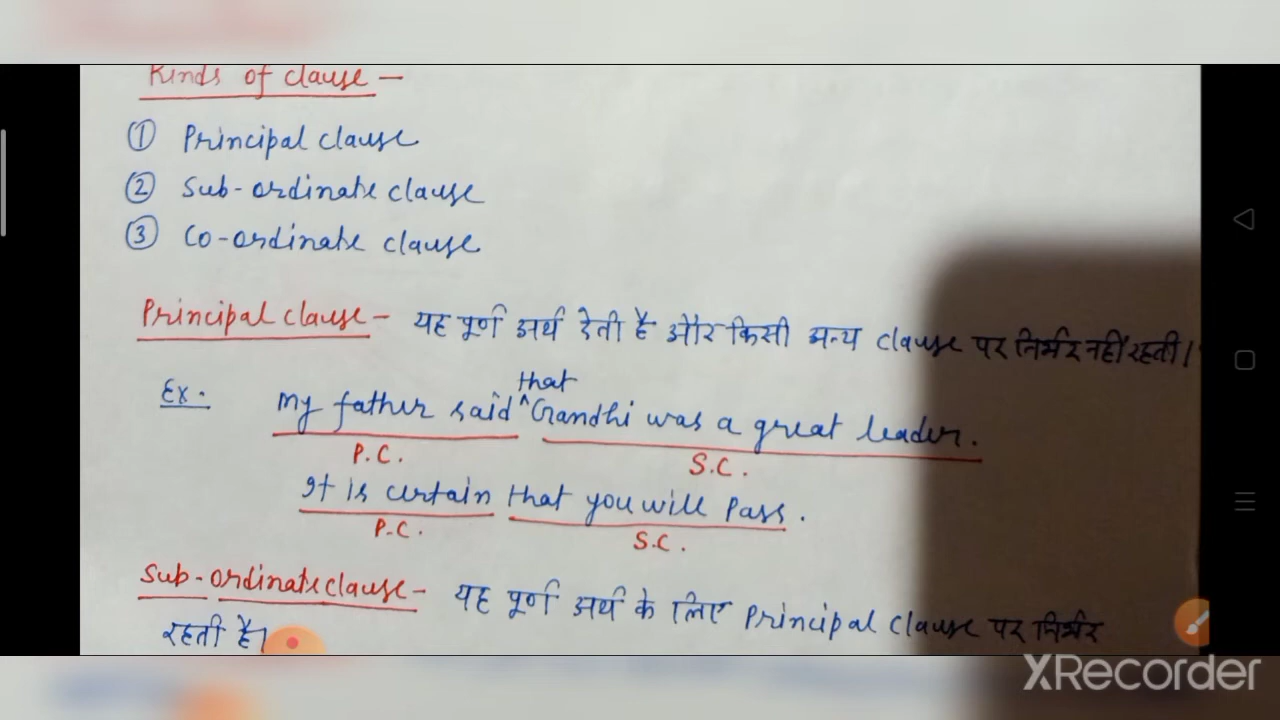 Kinds of clause –
① Principal clause
② Sub-ordinate clause
③ Co-ordinate clause
Principal clause – यह पूर्ण अर्थ देती है और किसी अन्य clause पर निर्भर नहीं रहती।
Ex. My father said ^that Gandhi was a great leader.
P.C. S.C.
It is certain that you will pass.
P.C. S.C.
Sub-ordinate clause – यह पूर्ण अर्थ के लिए Principal clause पर निर्भर
रहती है।
XRecorder